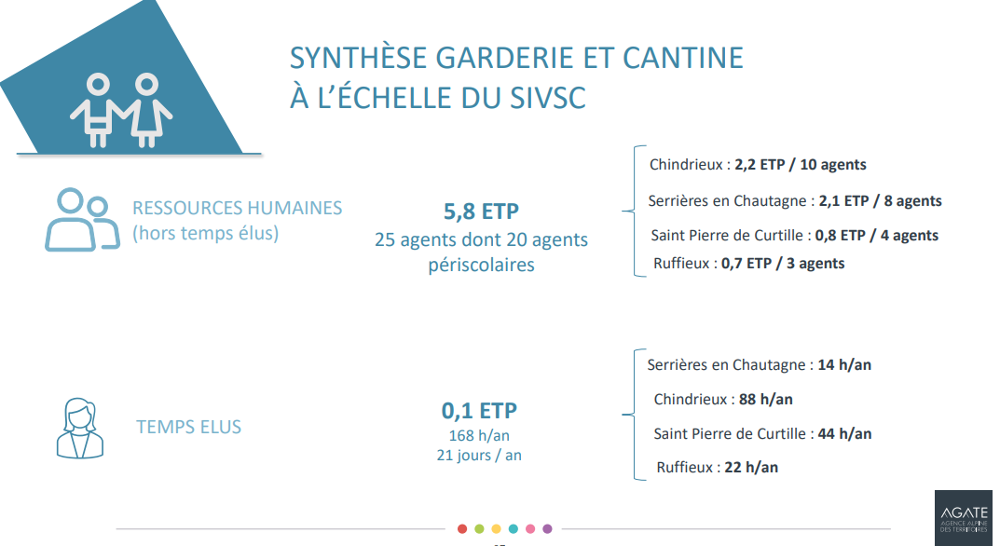 SYNTHÈSE GARDERIE ET CANTINE
À L’ÉCHELLE DU SIVSC
RESSOURCES HUMAINES
(hors temps élus)
5,8 ETP
25 agents dont 20 agents
périscolaires
Chindrieux : 2,2 ETP / 10 agents
Serrières en Chautagne : 2,1 ETP / 8 agents
Saint Pierre de Curtille : 0,8 ETP / 4 agents
Ruffieux : 0,7 ETP / 3 agents
TEMPS ELUS
0,1 ETP
168 h/an
21 jours / an
Serrières en Chautagne : 14 h/an
Chindrieux : 88 h/an
Saint Pierre de Curtille : 44 h/an
Ruffieux : 22 h/an
AGATE
AGENCE ALPINE
DES TERRITOIRES